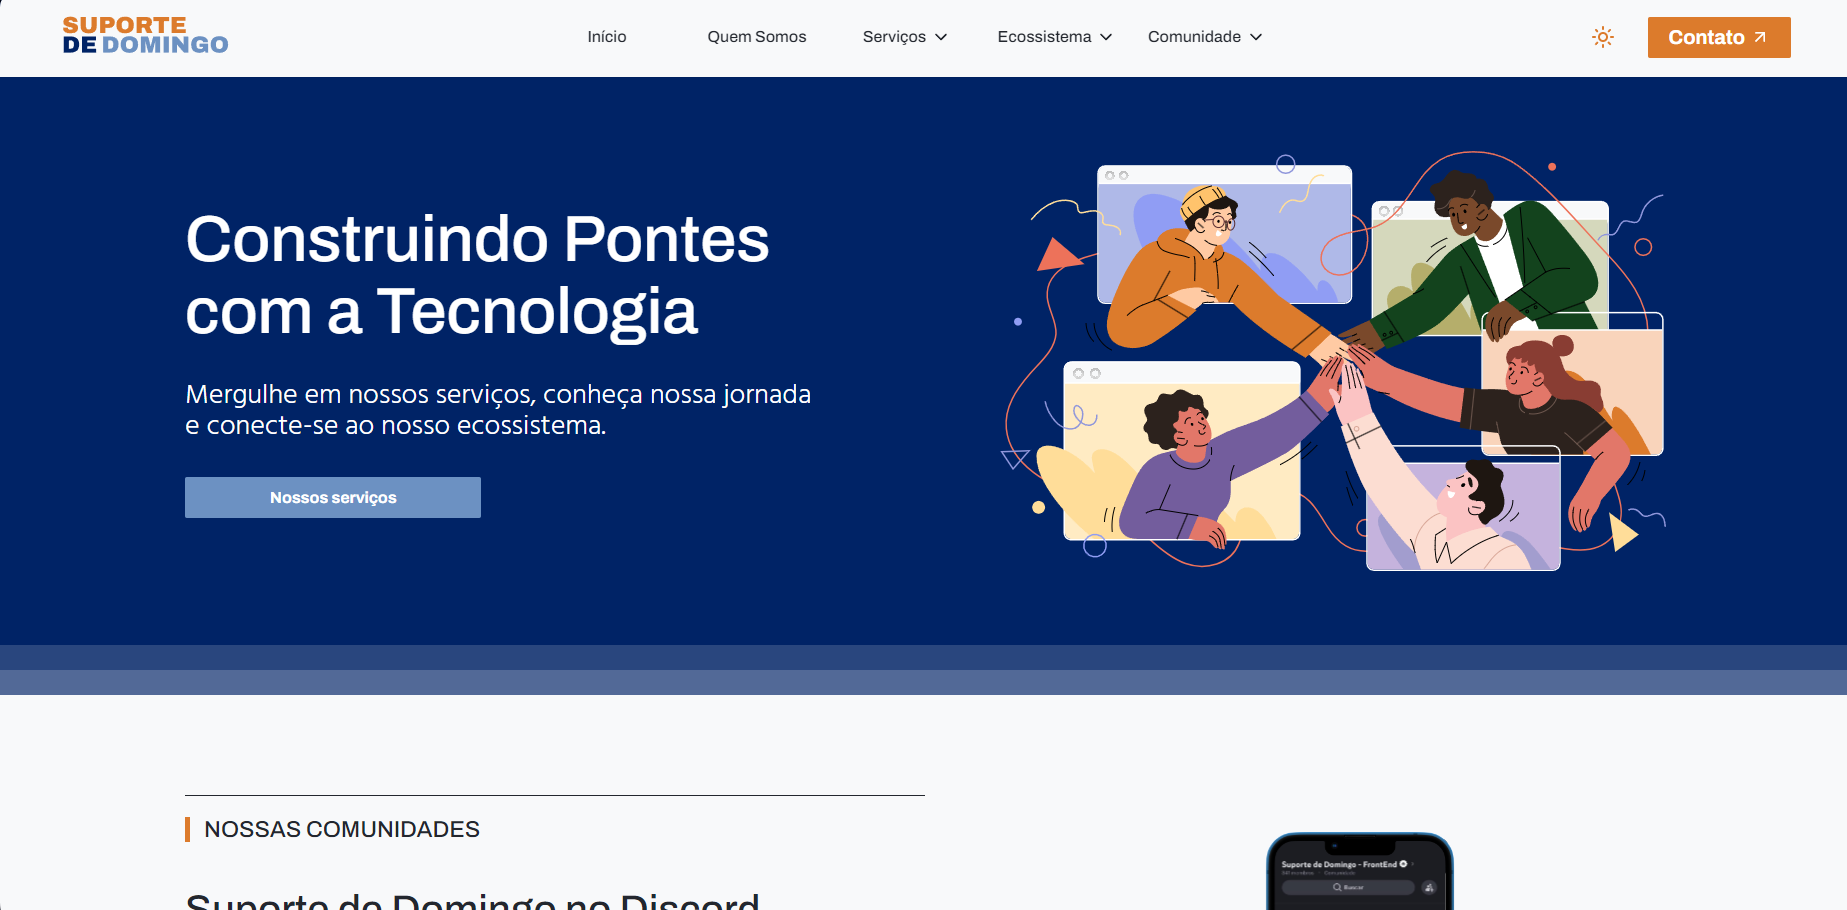 SUPORTE
DE DOMINGO
Início
Quem Somos
Serviços
Ecossistema
Comunidade
Contato
Construindo Pontes
com a Tecnologia
Mergulhe em nossos serviços, conheça nossa jornada
e conecte-se ao nosso ecossistema.
Nossos serviços
NOSSAS COMUNIDADES
Suporte de Domingo no Discord
Suporte de Domingo - FrontEnd
Buscar